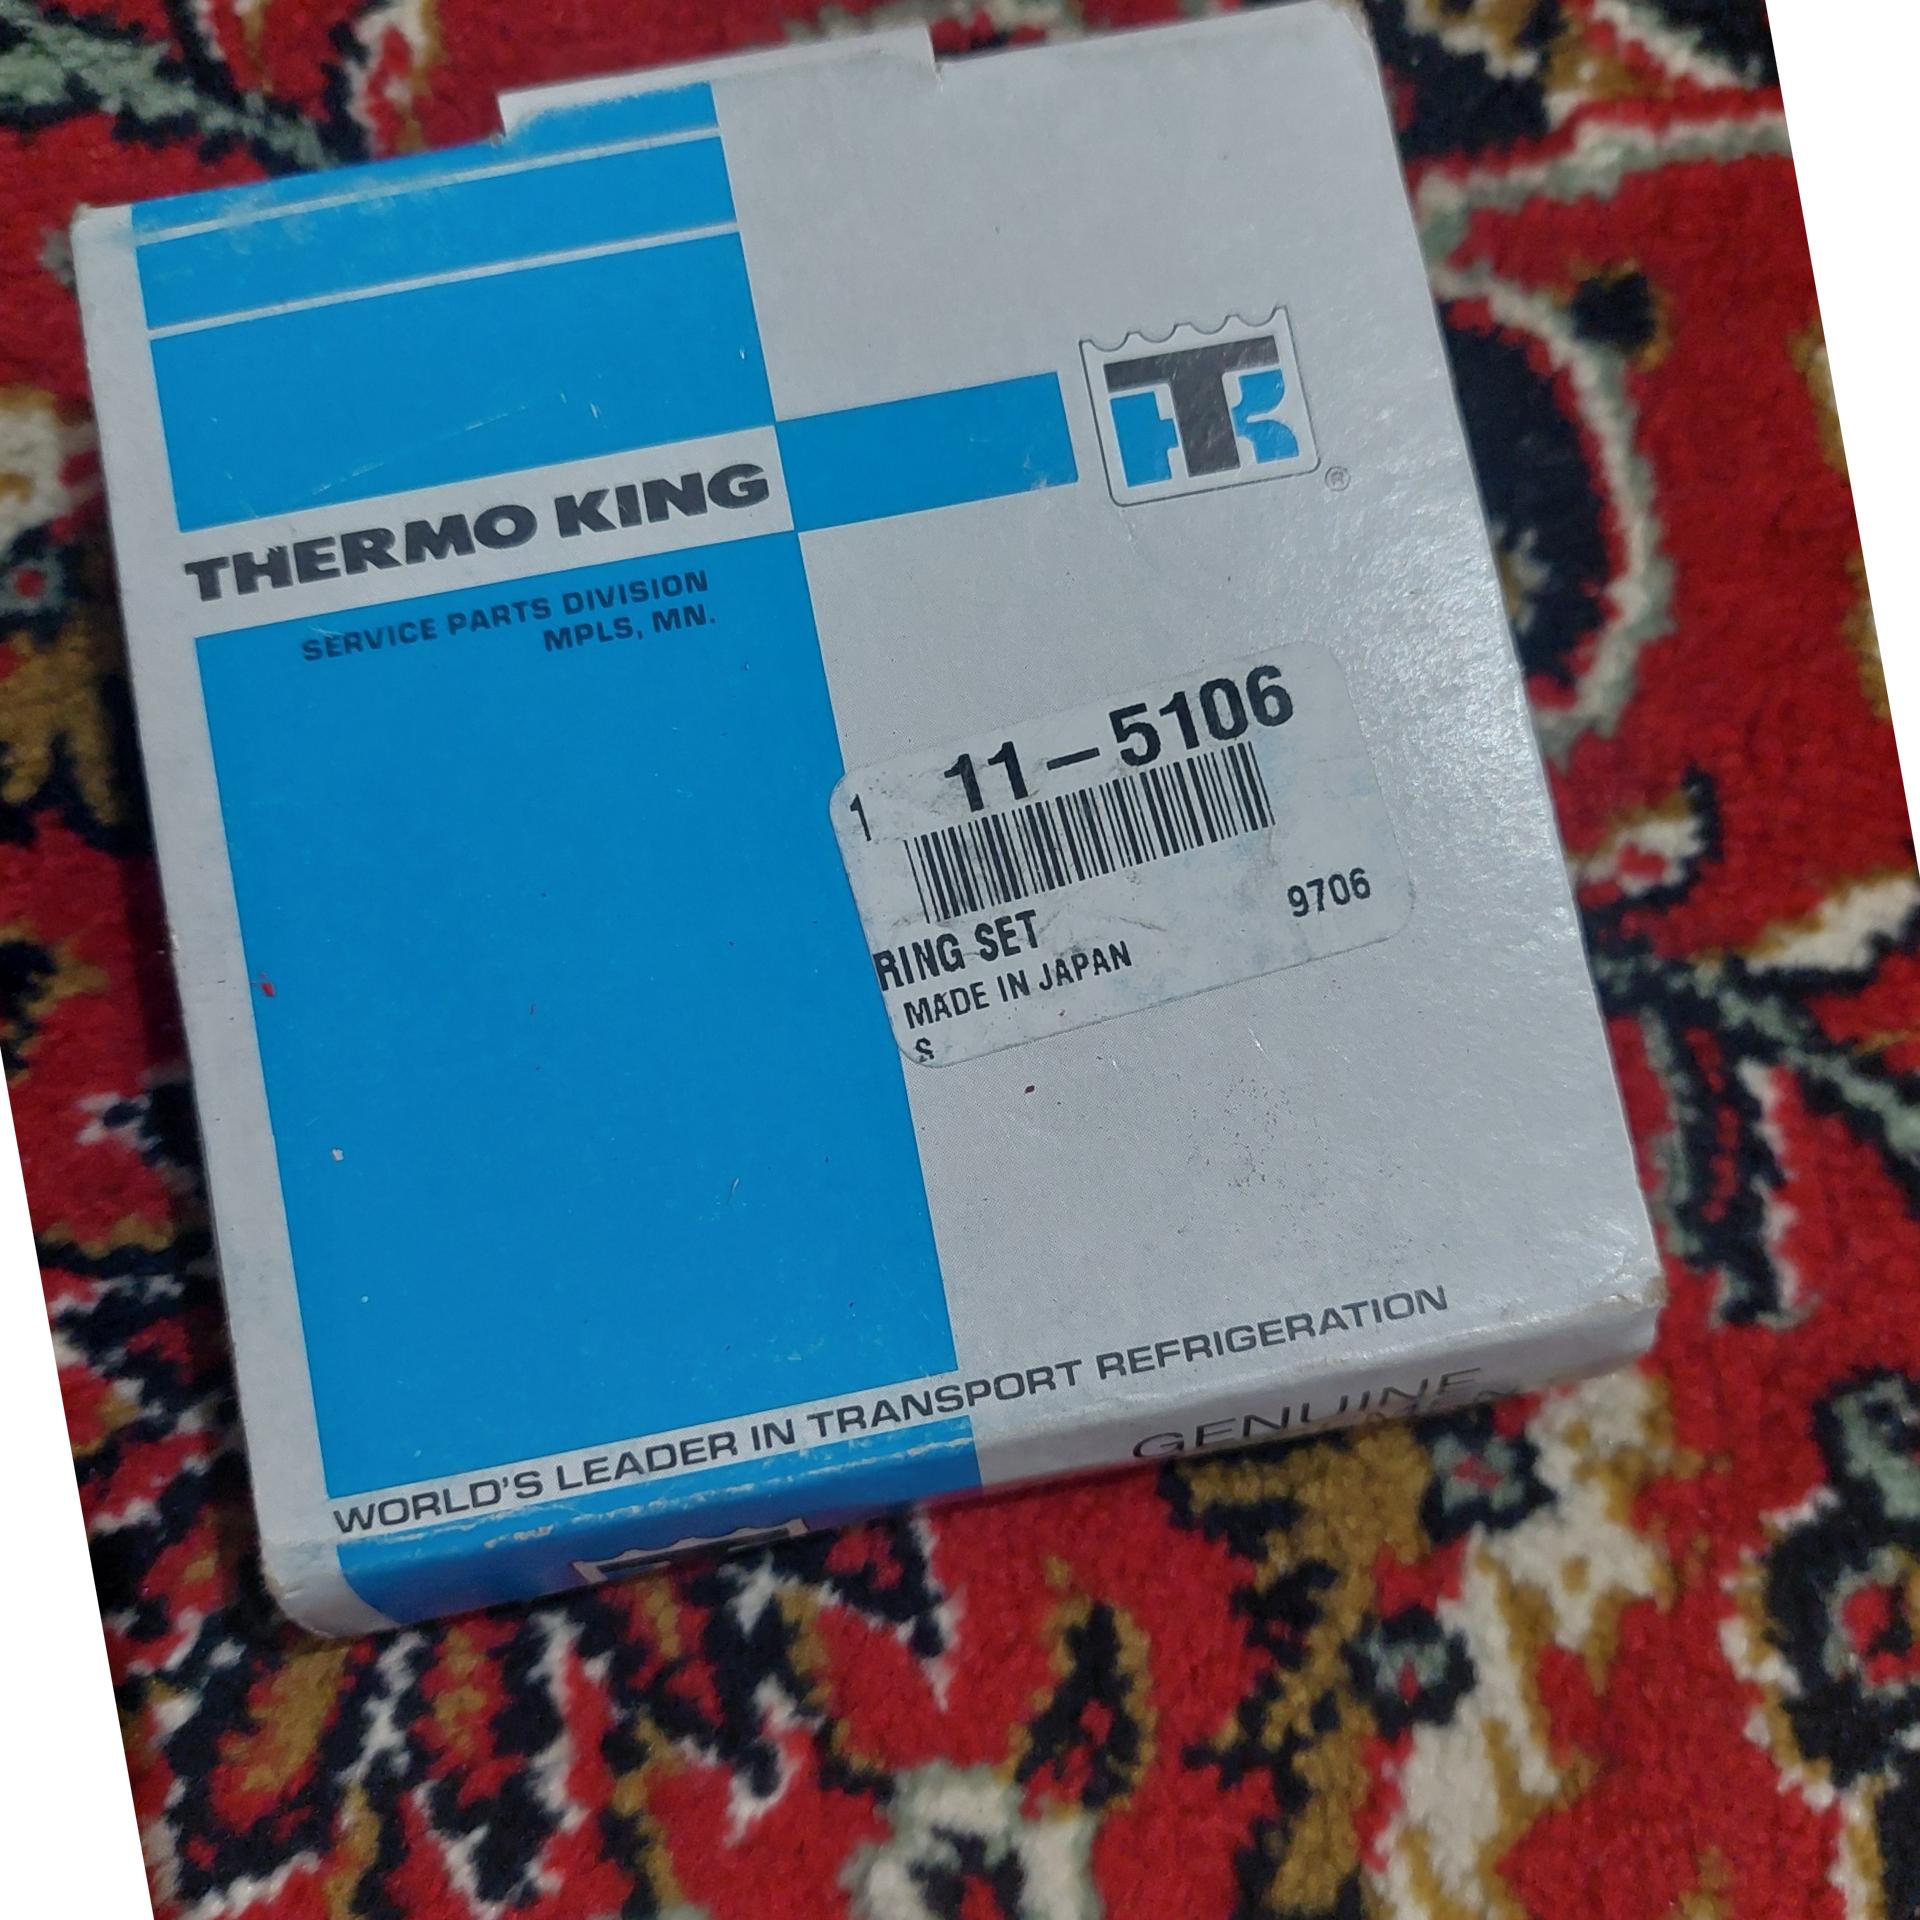 THERMO KING
SERVICE PARTS DIVISION
MPLS, MN.
TK
®
11-5106
1
9706
RING SET
MADE IN JAPAN
S
WORLD'S LEADER IN TRANSPORT REFRIGERATION
GENUINE